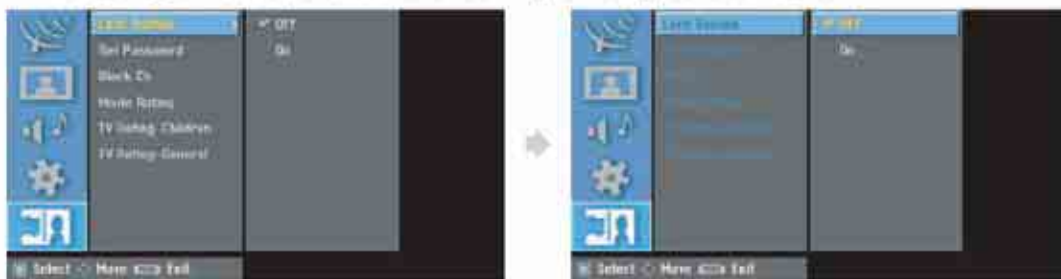 Lock System
Set Password
Block Ch.
Movie Rating
TV Rating-Children
TV Rating-General
Off
On
Select Move Exit
Lock System
Off
On
Select Move Exit